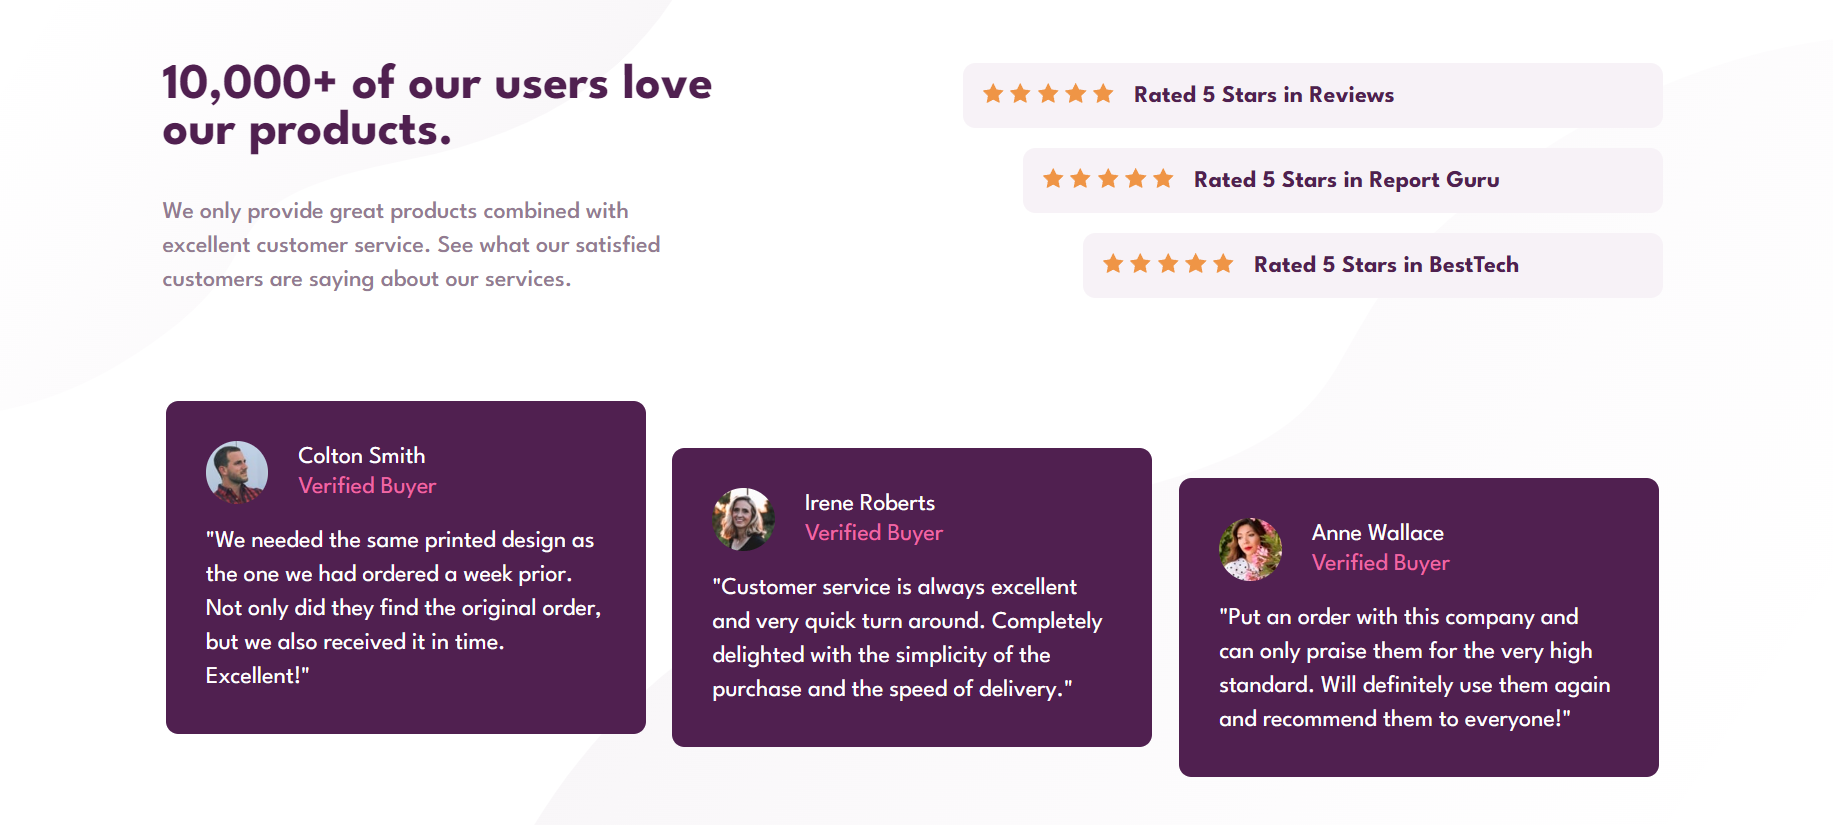 10,000+ of our users love
our products.
We only provide great products combined with
excellent customer service. See what our satisfied
customers are saying about our services.
Rated 5 Stars in Reviews
Rated 5 Stars in Report Guru
Rated 5 Stars in BestTech
Colton Smith
Verified Buyer
"We needed the same printed design as
the one we had ordered a week prior.
Not only did they find the original order,
but we also received it in time.
Excellent!"
Irene Roberts
Verified Buyer
"Customer service is always excellent
and very quick turn around. Completely
delighted with the simplicity of the
purchase and the speed of delivery."
Anne Wallace
Verified Buyer
"Put an order with this company and
can only praise them for the very high
standard. Will definitely use them again
and recommend them to everyone!"